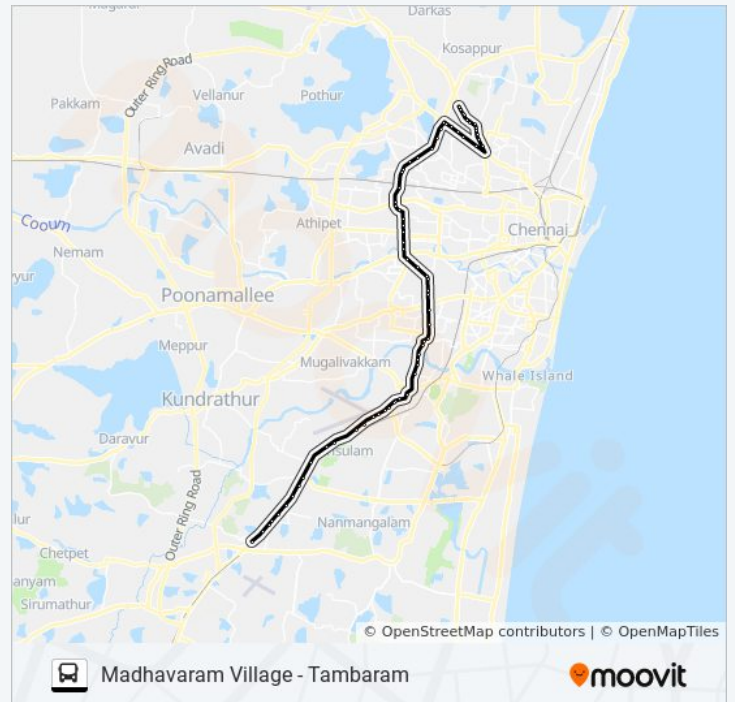 Darkas
Kosappur
Outer Ring Road
Pakkam
Vellanur
Pothur
Avadi
Cooum
Athipet
Chennai
Nemam
Poonamallee
Meppur
Mugalivakkam
Whale Island
Kundrathur
Daravur
Outer Ring Road
Nanmangalam
Chetpet
Sirumathur
© OpenStreetMap contributors | © OpenMapTiles
Madhavaram Village - Tambaram
moovit